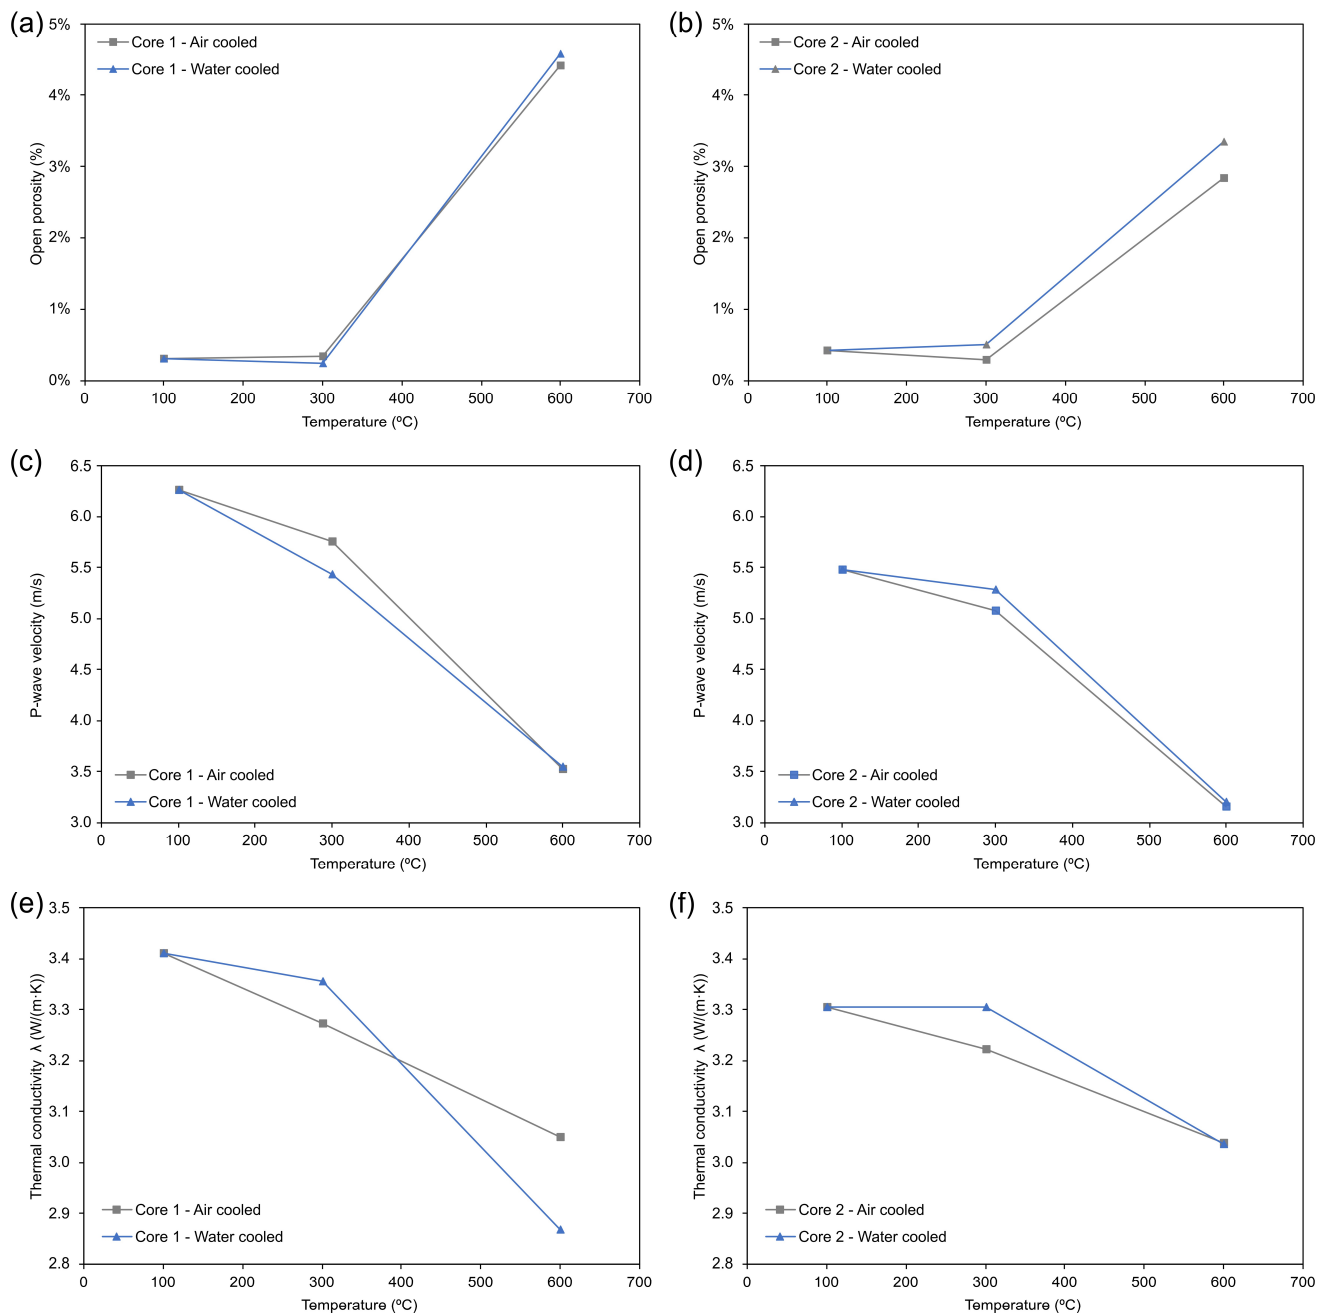 (a)
5%
4%
3%
2%
1%
0%
Open porosity (%)
Core 1 - Air cooled
Core 1 - Water cooled
0 100 200 300 400 500 600 700
Temperature (ºC)
(b)
5%
4%
3%
2%
1%
0%
Open porosity (%)
Core 2 - Air cooled
Core 2 - Water cooled
0 100 200 300 400 500 600 700
Temperature (ºC)
(c)
6.5
6.0
5.5
5.0
4.5
4.0
3.5
3.0
P-wave velocity (m/s)
Core 1 - Air cooled
Core 1 - Water cooled
0 100 200 300 400 500 600 700
Temperature (ºC)
(d)
6.5
6.0
5.5
5.0
4.5
4.0
3.5
3.0
P-wave velocity (m/s)
Core 2 - Air cooled
Core 2 - Water cooled
0 100 200 300 400 500 600 700
Temperature (ºC)
(e)
3.5
3.4
3.3
3.2
3.1
3.0
2.9
2.8
Thermal conductivity λ (W/(m·K))
Core 1 - Air cooled
Core 1 - Water cooled
0 100 200 300 400 500 600 700
Temperature (ºC)
(f)
3.5
3.4
3.3
3.2
3.1
3.0
2.9
2.8
Thermal conductivity λ (W/(m·K))
Core 2 - Air cooled
Core 2 - Water cooled
0 100 200 300 400 500 600 700
Temperature (ºC)